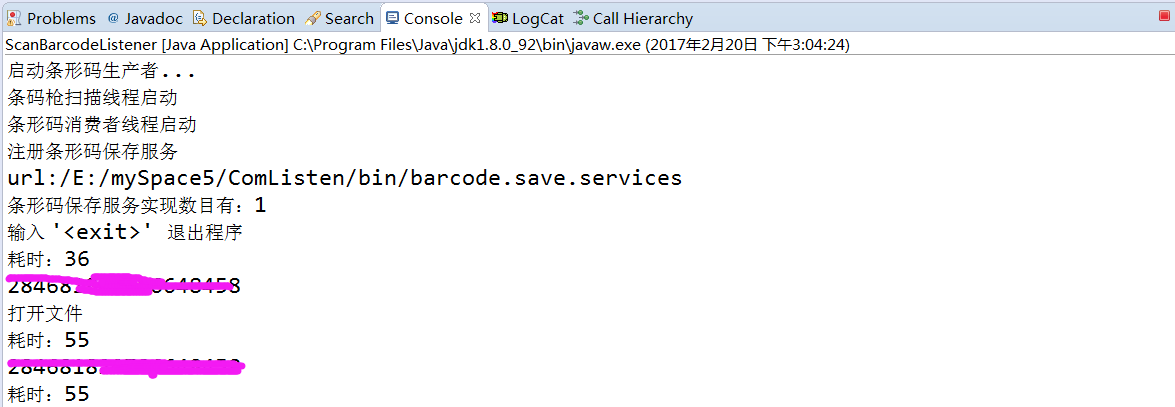 Problems @ Javadoc Declaration Search Console LogCat Call Hierarchy
ScanBarcodeListener [Java Application] C:\Program Files\Java\jdk1.8.0_92\bin\javaw.exe (2017年2月20日 下午3:04:24)
启动条形码生产者...
条码枪扫描线程启动
条形码消费者线程启动
注册条形码保存服务
url:/E:/mySpace5/ComListen/bin/barcode.save.services
条形码保存服务实现数目有: 1
输入'<exit>' 退出程序
耗时: 36
打开文件
耗时: 55
耗时: 55